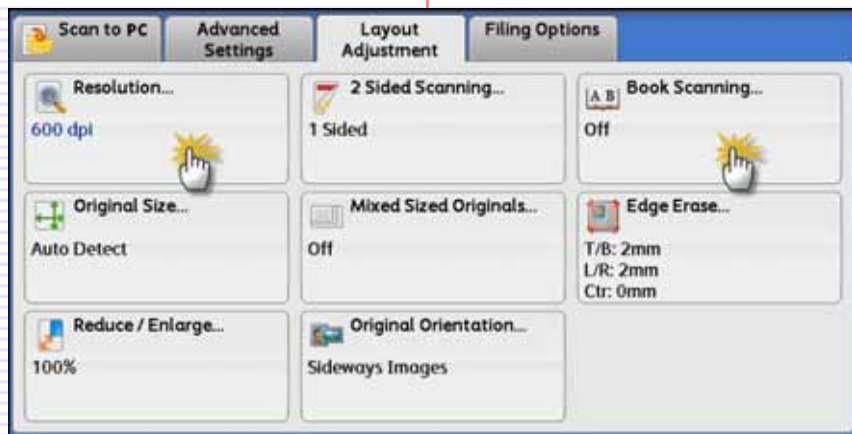 Scan to PC
Advanced
Settings
Layout
Adjustment
Filing Options
Resolution...
600 dpi
2 Sided Scanning...
1 Sided
A B
Book Scanning...
Off
Original Size...
Auto Detect
Mixed Sized Originals...
Off
Edge Erase...
T/B: 2mm
L/R: 2mm
Ctr: 0mm
Reduce / Enlarge...
100%
Original Orientation...
Sideways Images